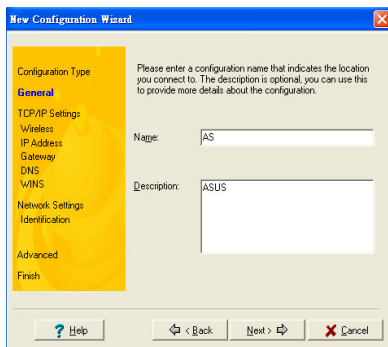 New Configuration Wizard
Configuration Type
General
TCP/IP Settings
Wireless
IP Address
Gateway
DNS
WINS
Network Settings
Identification
Advanced
Finish
Please enter a configuration name that indicates the location
you connect to. The description is optional, you can use this
to provide more details about the configuration.
Name:
AS
Description:
ASUS
? Help
< Back
Next >
Cancel